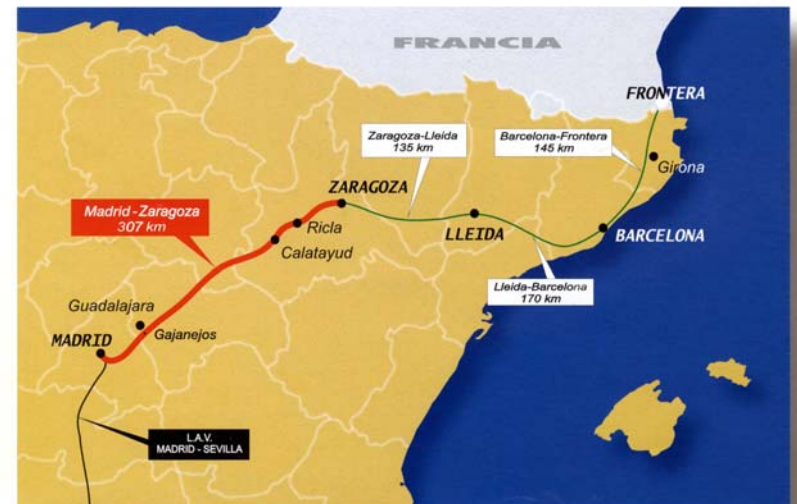 FRANCIA
FRONTERA
Zaragoza-Lleida
135 km
Barcelona-Frontera
145 km
Girona
ZARAGOZA
Madrid-Zaragoza
307 km
Ricla
Calatayud
LLEIDA
BARCELONA
Lleida-Barcelona
170 km
Guadalajara
Gajanejos
MADRID
L.A.V.
MADRID - SEVILLA